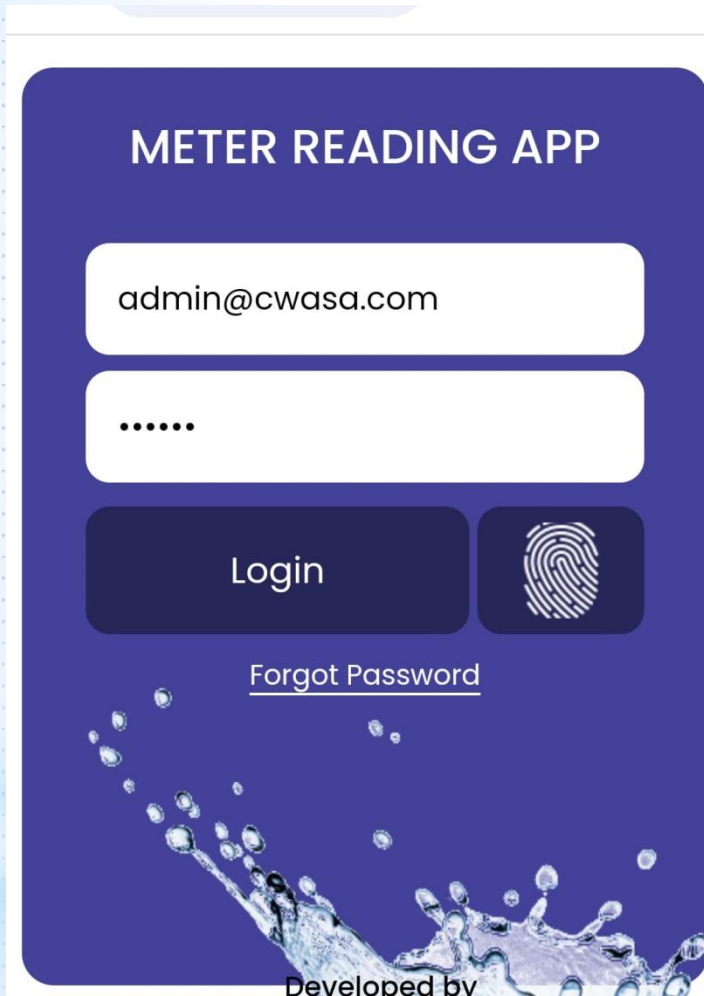 METER READING APP
admin@cwasa.com
••••••
Login
Forgot Password
Developed by